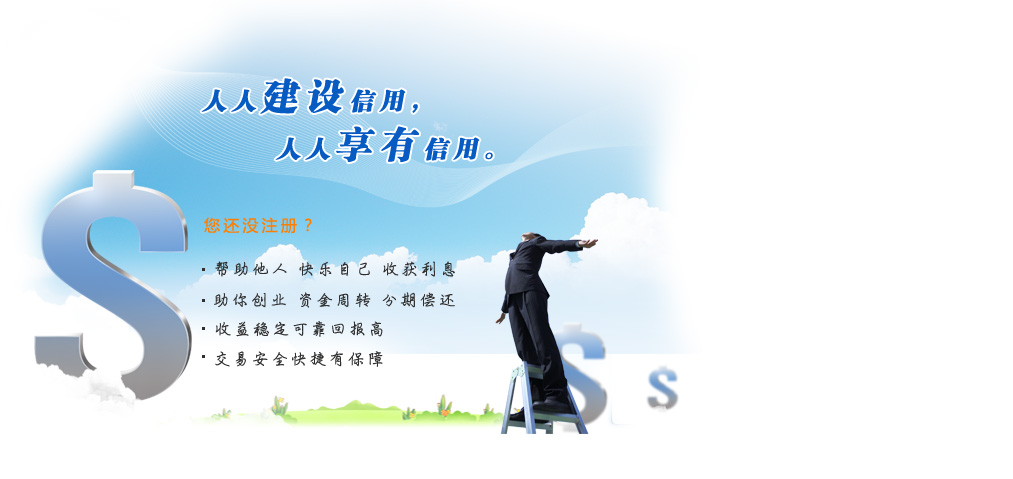 人人建设信用，
人人享有信用。
您还没注册？
帮助他人 快乐自己 收获利息
助你创业 资金周转 分期偿还
收益稳定可靠回报高
交易安全快捷有保障